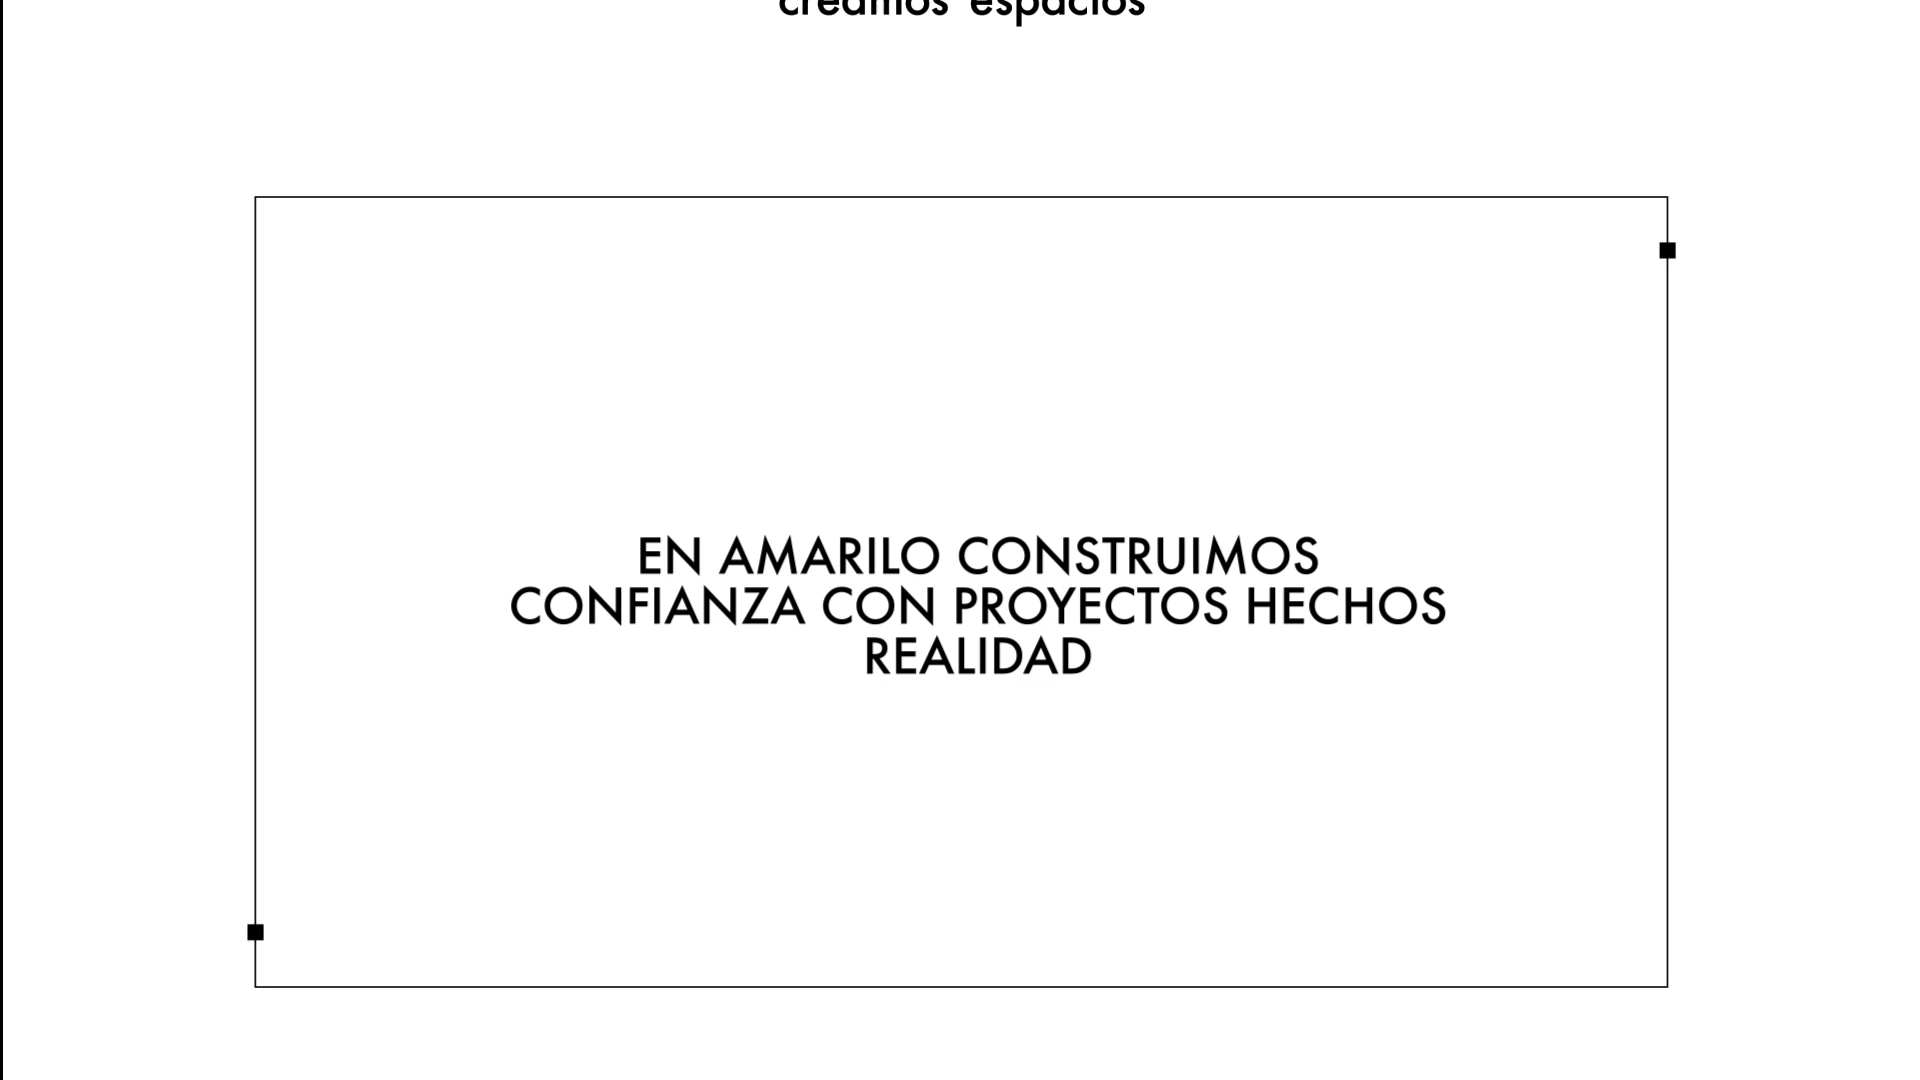 creamos espacios
EN AMARILO CONSTRUIMOS
CONFIANZA CON PROYECTOS HECHOS
REALIDAD